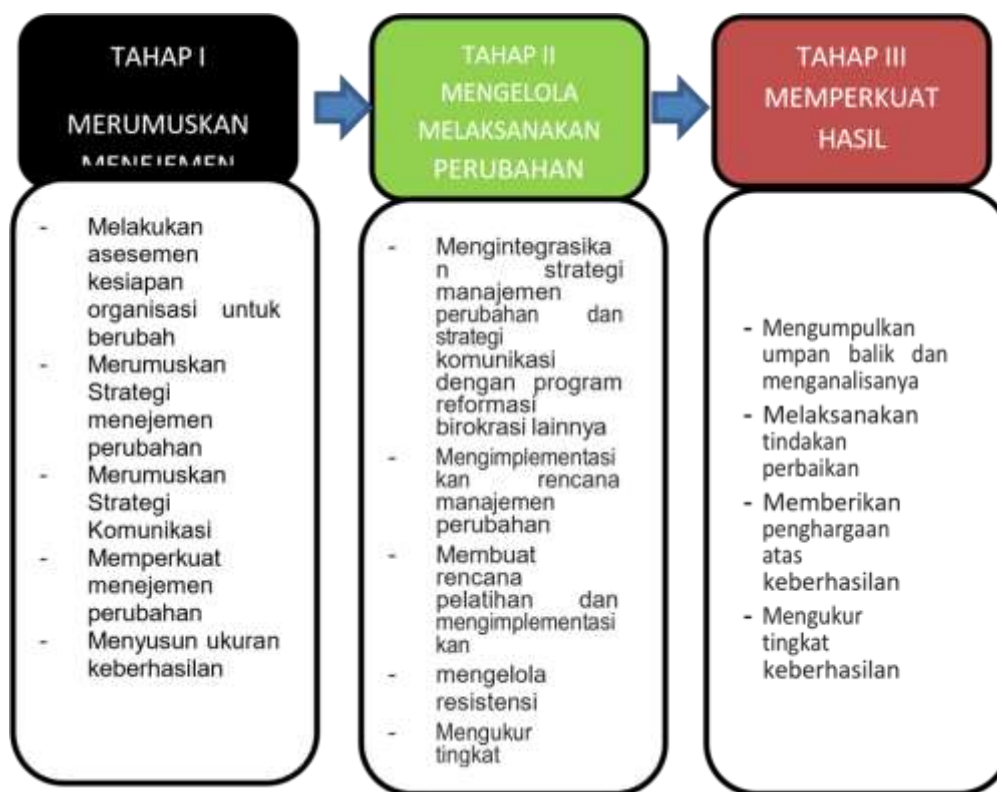 TAHAP I
MERUMUSKAN
MENEJEMEN
- Melakukan
asesemen
kesiapan
organisasi untuk
berubah
- Merumuskan
Strategi
menejemen
perubahan
- Merumuskan
Strategi
Komunikasi
- Memperkuat
menejemen
perubahan
- Menyusun ukuran
keberhasilan
TAHAP II
MENGELOLA
MELAKSANAKAN
PERUBAHAN
- Mengintegrasika
n strategi
manajemen
perubahan dan
strategi
komunikasi
dengan program
reformasi
birokrasi lainnya
- Mengimplementasi
kan rencana
manajemen
perubahan
- Membuat
rencana
pelatihan dan
mengimplementasi
kan
- mengelola
resistensi
- Mengukur
tingkat
TAHAP III
MEMPERKUAT
HASIL
- Mengumpulkan
umpan balik dan
menganalisanya
- Melaksanakan
tindakan
perbaikan
- Memberikan
penghargaan
atas
keberhasilan
- Mengukur
tingkat
keberhasilan